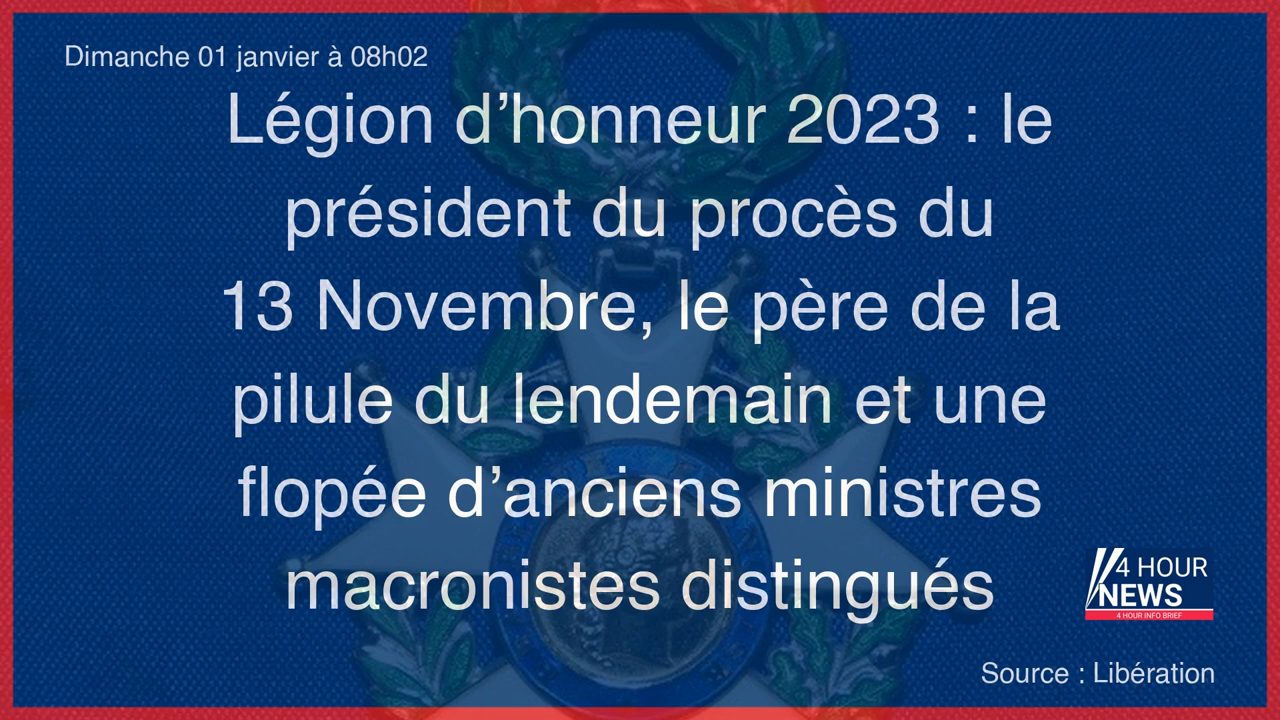 Dimanche 01 janvier à 08h02
Légion d’honneur 2023 : le
président du procès du
13 Novembre, le père de la
pilule du lendemain et une
flopée d’anciens ministres
macronistes distingués
4 HOUR
NEWS
4 HOUR INFO BRIEF
Source : Libération